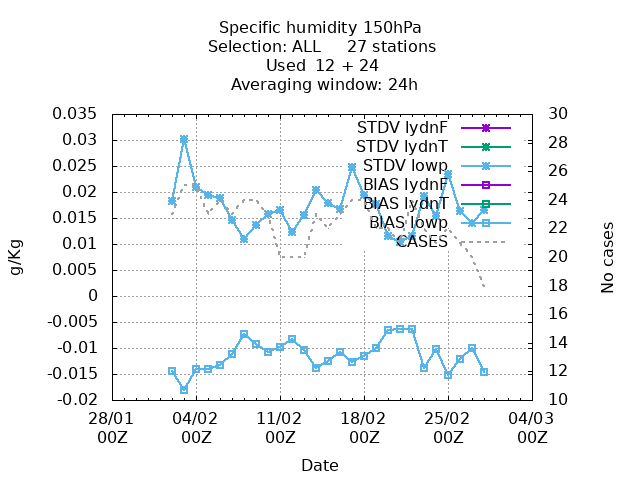 Specific humidity 150hPa
Selection: ALL 27 stations
Used 12 + 24
Averaging window: 24h
0.035
0.03
0.025
0.02
0.015
0.01
0.005
0
-0.005
-0.01
-0.015
-0.02
g/Kg
30
28
26
24
22
20
18
16
14
12
10
No cases
STDV lydnF
STDV lydnT
STDV lowp
BIAS lydnF
BIAS lydnT
BIAS lowp
CASES
28/01 04/02 11/02 18/02 25/02 04/03
00Z 00Z 00Z 00Z 00Z 00Z
Date